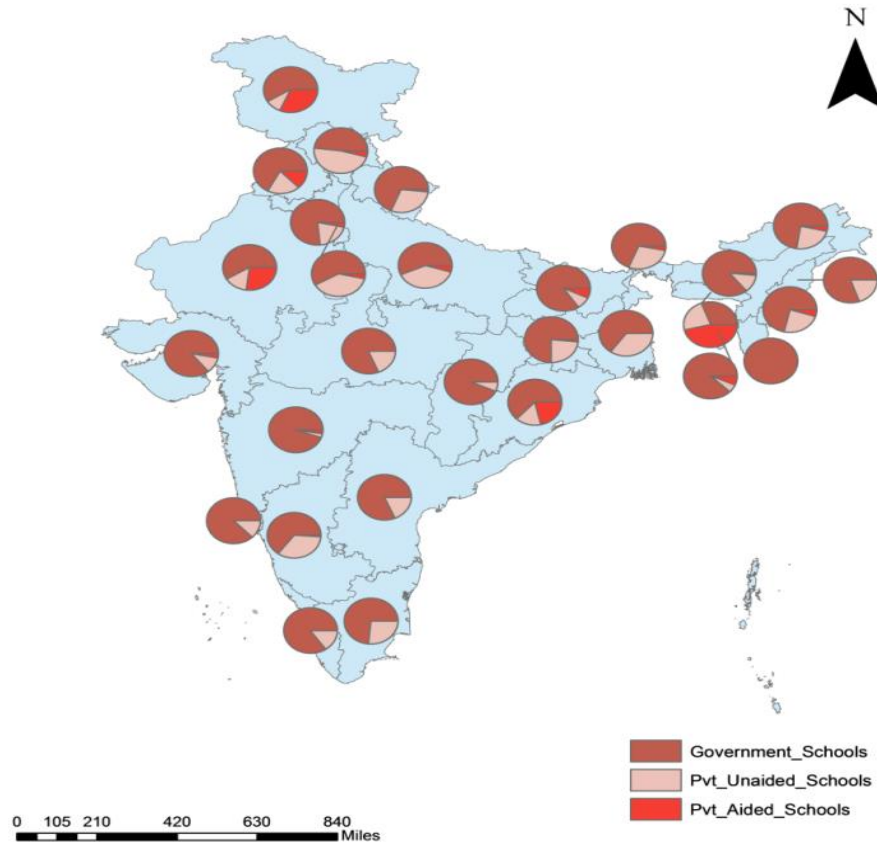 N
Government_Schools
Pvt_Unaided_Schools
Pvt_Aided_Schools
0 105 210 420 630 840
Miles